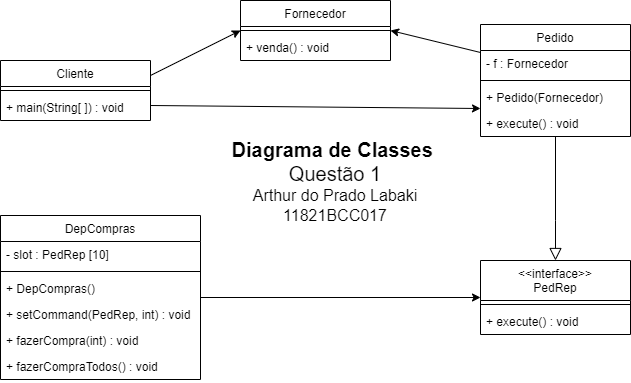 Fornecedor
+ venda() : void
Pedido
- f : Fornecedor
+ Pedido(Fornecedor)
+ execute() : void
Cliente
+ main(String[ ]) : void
Diagrama de Classes
Questão 1
Arthur do Prado Labaki
11821BCC017
DepCompras
- slot : PedRep [10]
+ DepCompras()
+ setCommand(PedRep, int) : void
+ fazerCompra(int) : void
+ fazerCompraTodos() : void
<<interface>>
PedRep
+ execute() : void